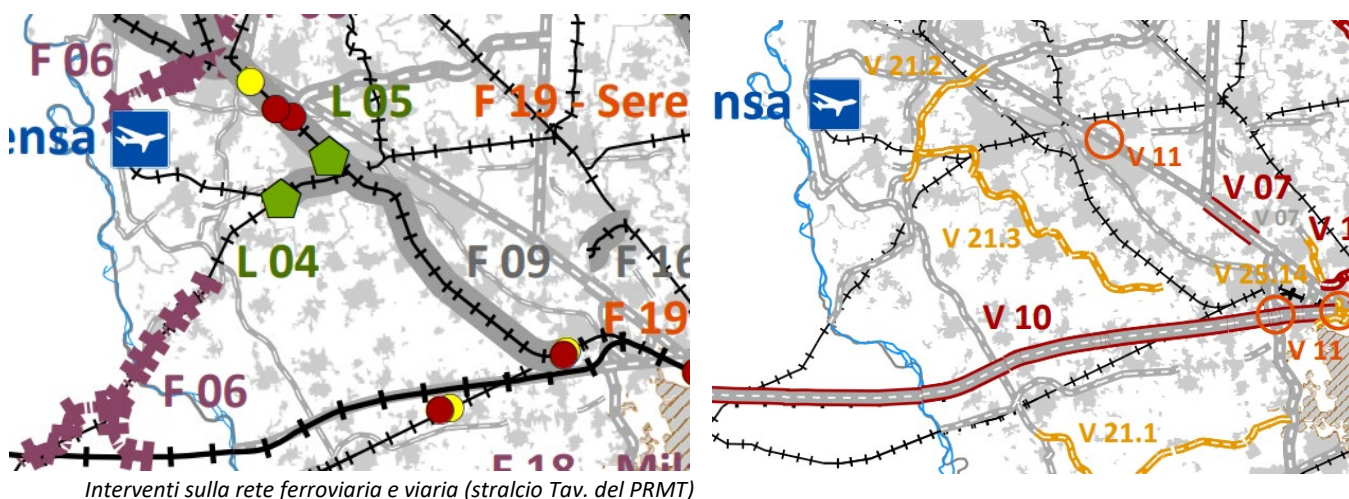 F 06
L 05
F 19 - Sere
ensa
L 04
F 09
F 16
F 19
F 06
F 18 - Mil
V 21.2
nsa
V 11
V 07
V 07
V 1
V 21.3
V 25.14
V 10
V 11
V 21.1
Interventi sulla rete ferroviaria e viaria (stralcio Tav. del PRMT)